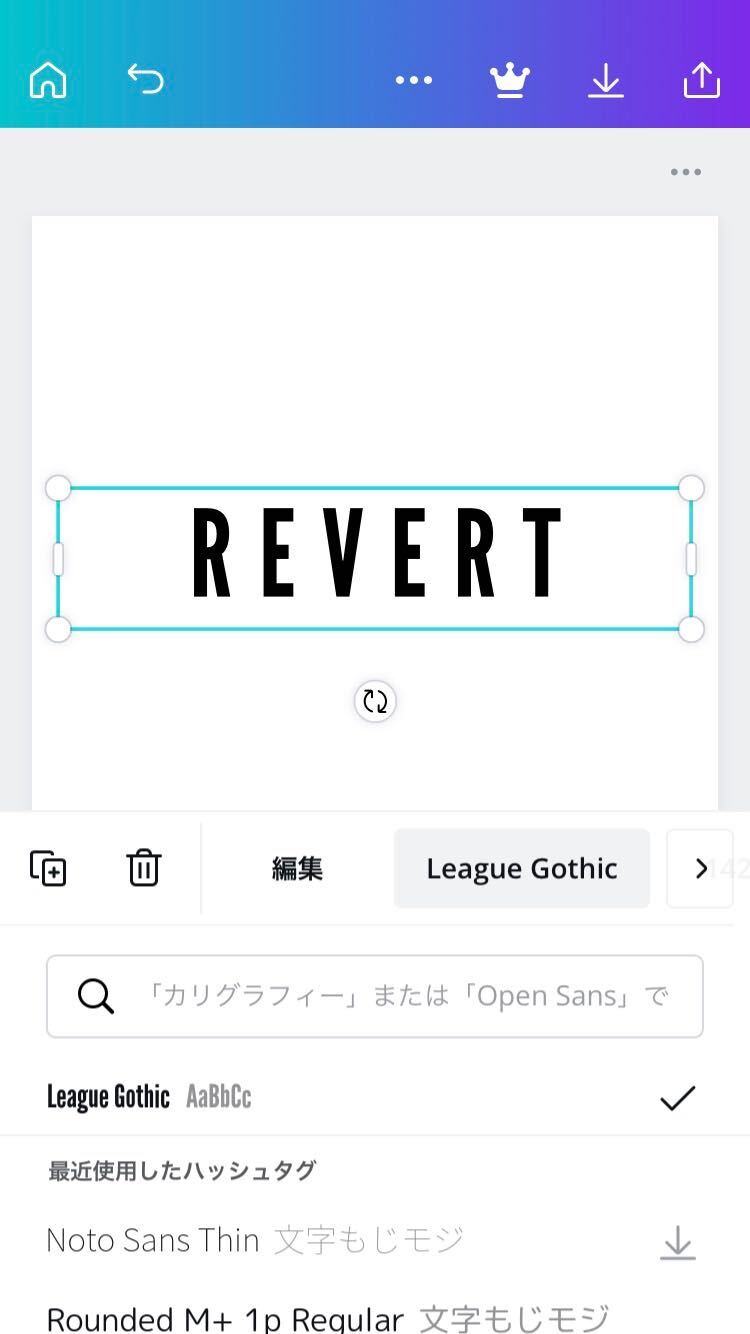 REVERT
編集
League Gothic
142
「カリグラフィー」または「Open Sans」で
League Gothic AaBbCc
最近使用したハッシュタグ
Noto Sans Thin 文字もじモジ
Rounded M+ 1p Regular 文字もじモジ